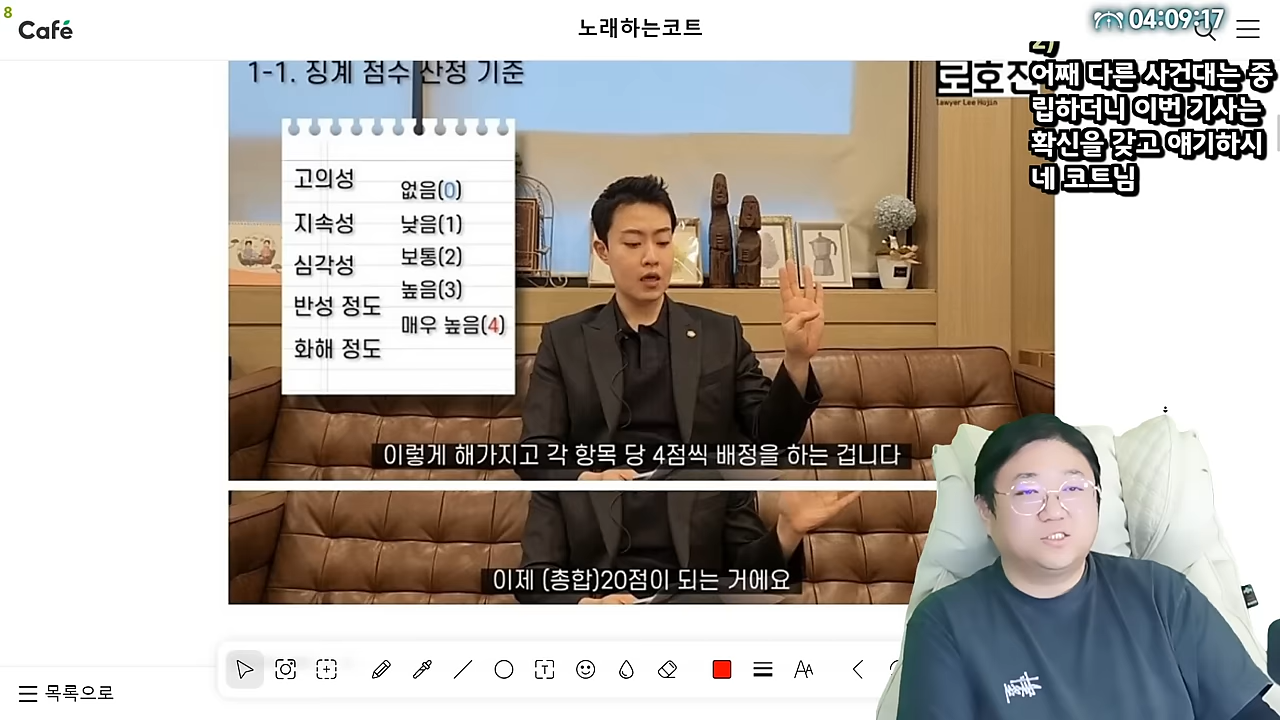 8
Café
노래하는코트
04:09:17
1-1. 징계 점수 산정 기준
고의성
지속성
심각성
반성 정도
화해 정도
없음(0)
낮음(1)
보통(2)
높음(3)
매우 높음(4)
로호진
Lawyer Lee Hojin
2)
어째 다른 사건대는 중
립하더니 이번 기사는
확신을 갖고 얘기하시
네 코트님
이렇게 해가지고 각 항목 당 4점씩 배정을 하는 겁니다
이제 (총합)20점이 되는 거에요
목록으로